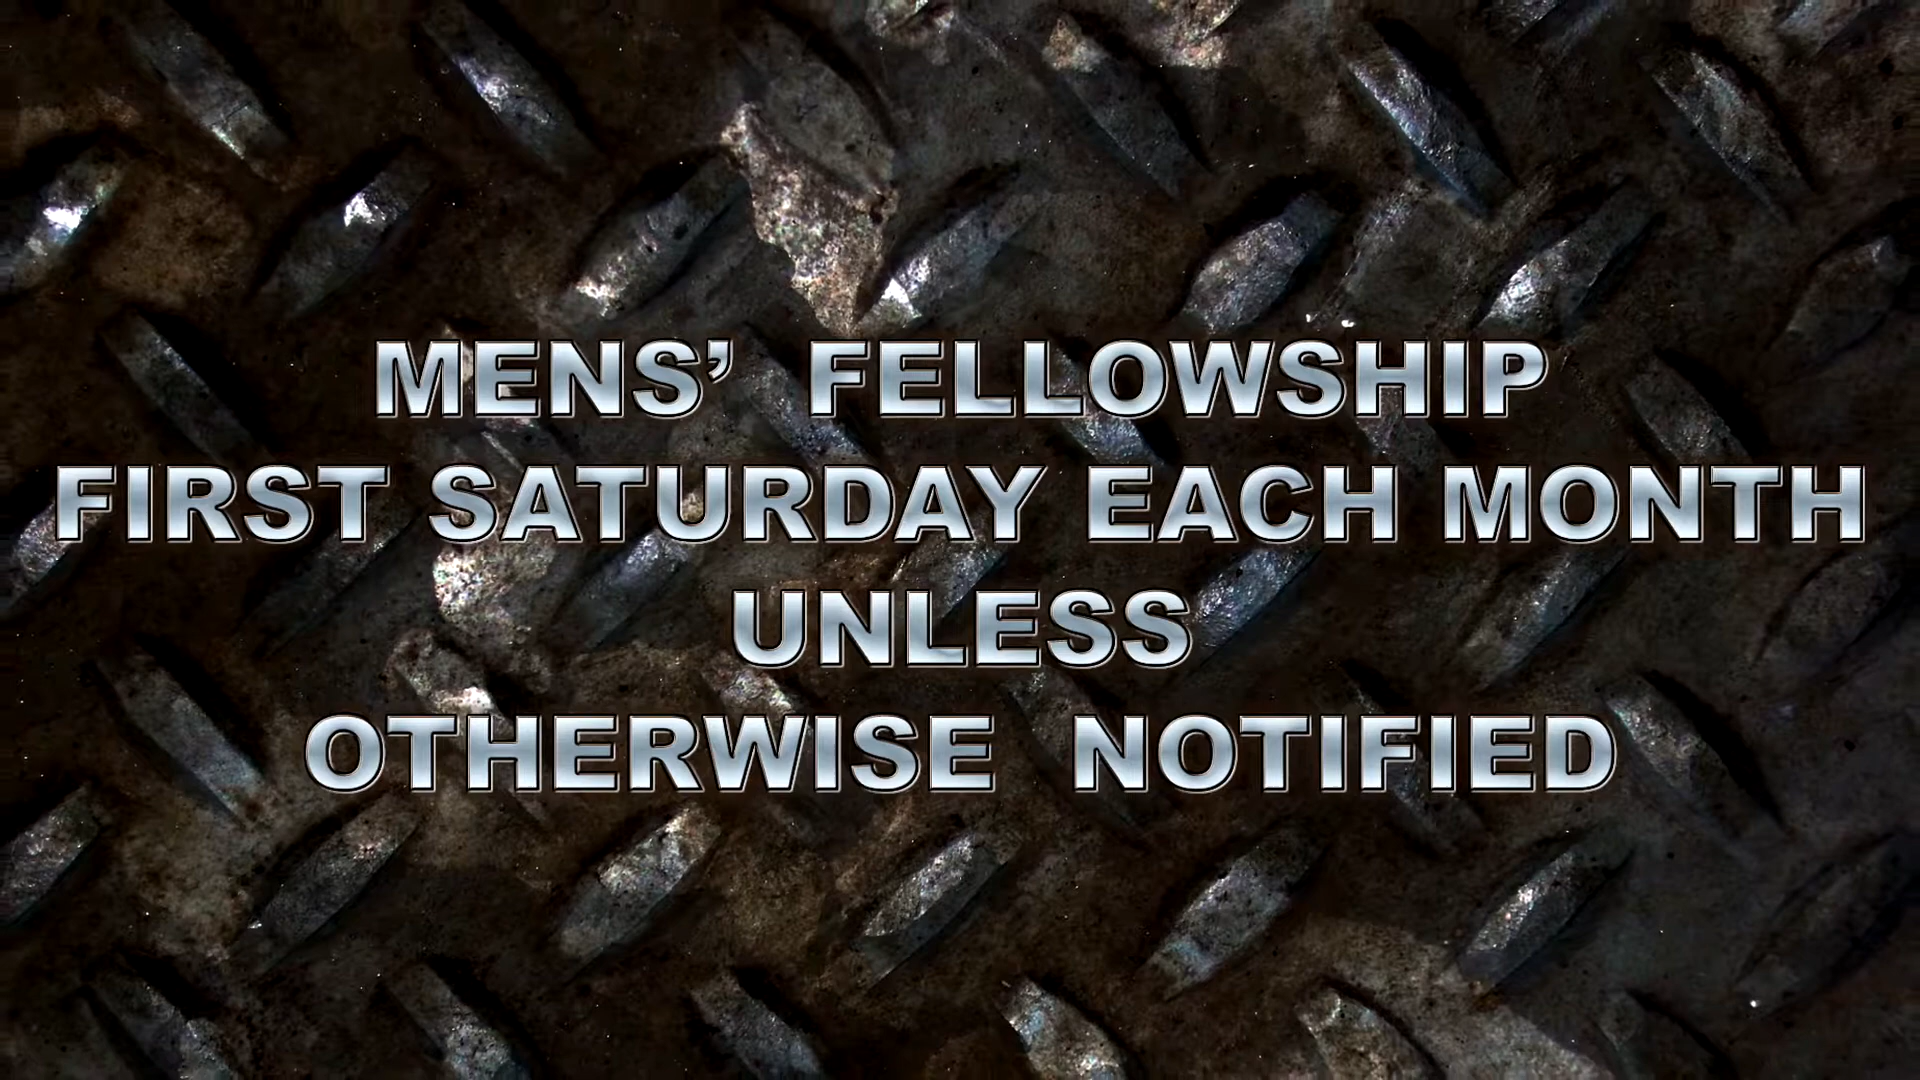 MENS’ FELLOWSHIP
FIRST SATURDAY EACH MONTH
UNLESS
OTHERWISE NOTIFIED